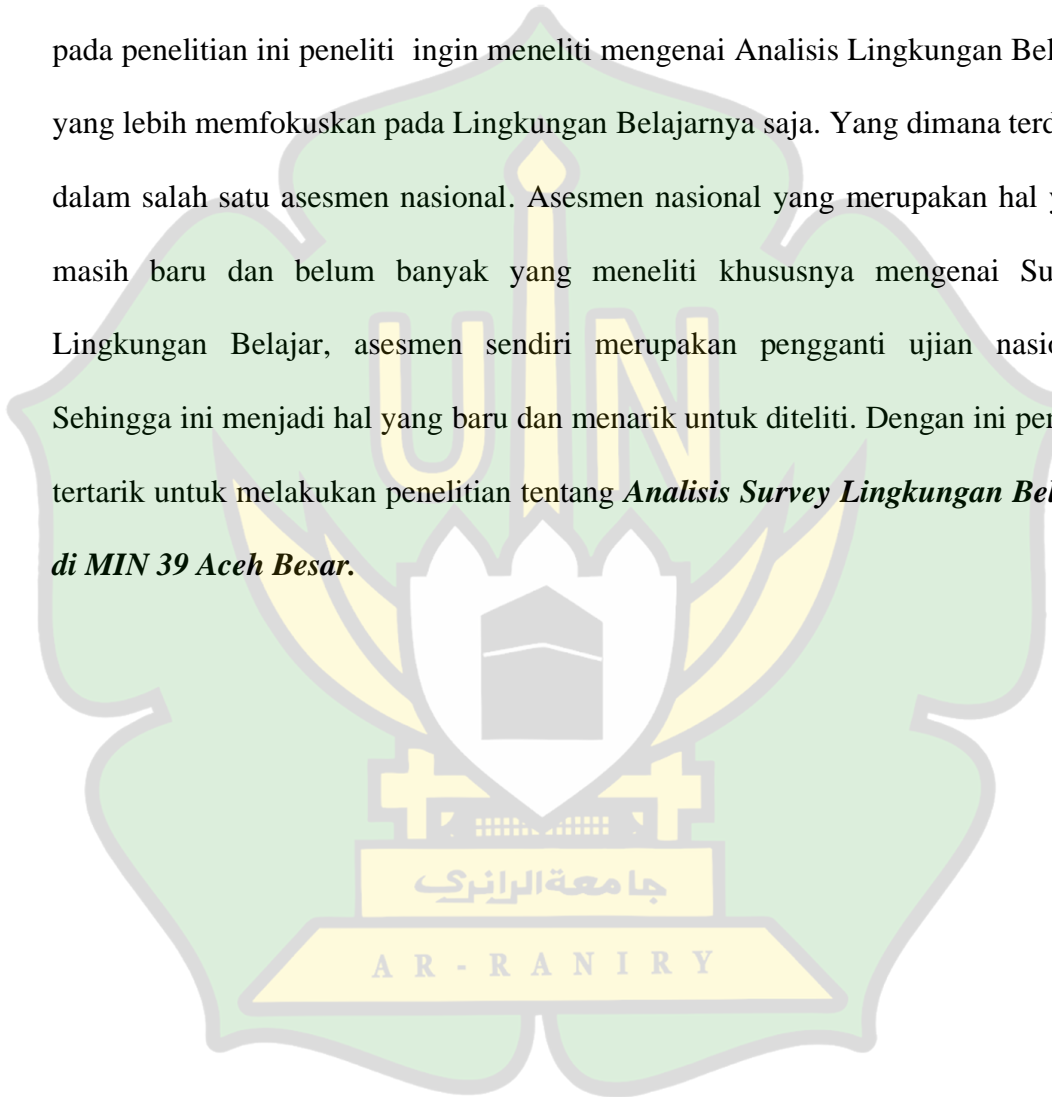 pada penelitian ini peneliti ingin meneliti mengenai Analisis Lingkungan Bel
yang lebih memfokuskan pada Lingkungan Belajarnya saja. Yang dimana terd
dalam salah satu asesmen nasional. Asesmen nasional yang merupakan hal y
masih baru dan belum banyak yang meneliti khususnya mengenai Su
Lingkungan Belajar, asesmen sendiri merupakan pengganti ujian nasio
Sehingga ini menjadi hal yang baru dan menarik untuk diteliti. Dengan ini pen
tertarik untuk melakukan penelitian tentang Analisis Survey Lingkungan Bel
di MIN 39 Aceh Besar.
UIN
جامعة الرانري
AR-RANIRY